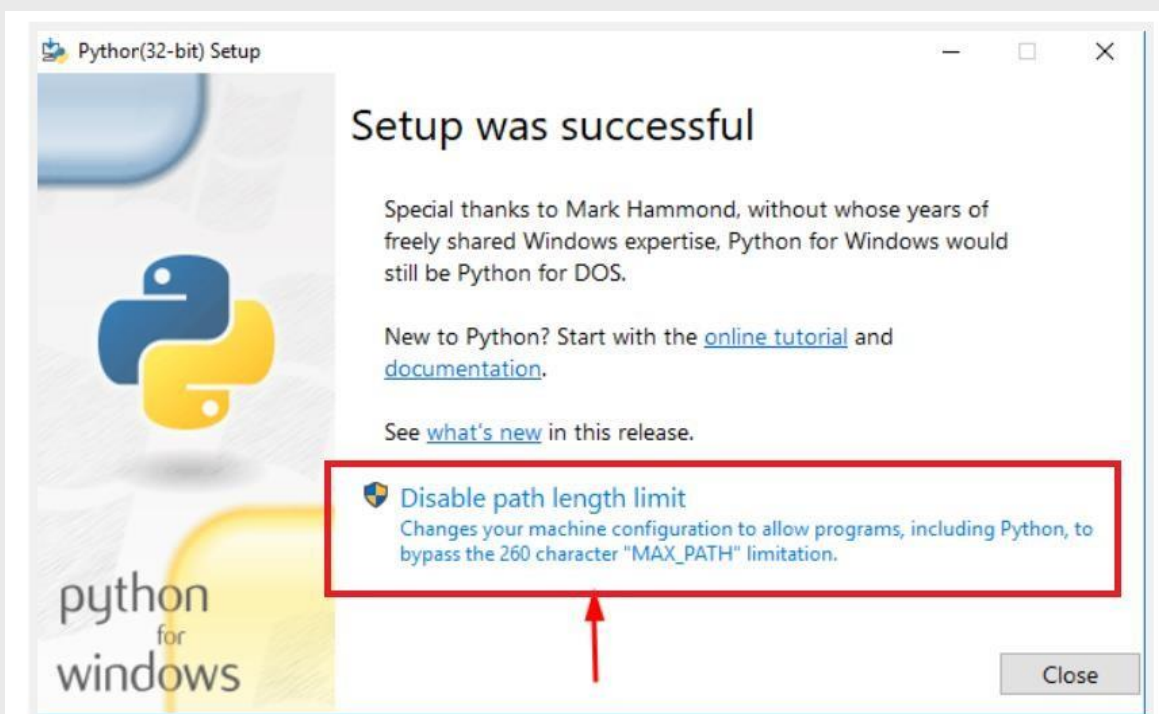 Pythor(32-bit) Setup
Setup was successful
Special thanks to Mark Hammond, without whose years of
freely shared Windows expertise, Python for Windows would
still be Python for DOS.
New to Python? Start with the online tutorial and
documentation.
See what's new in this release.
Disable path length limit
Changes your machine configuration to allow programs, including Python, to
bypass the 260 character "MAX_PATH" limitation.
python
for
windows
Close